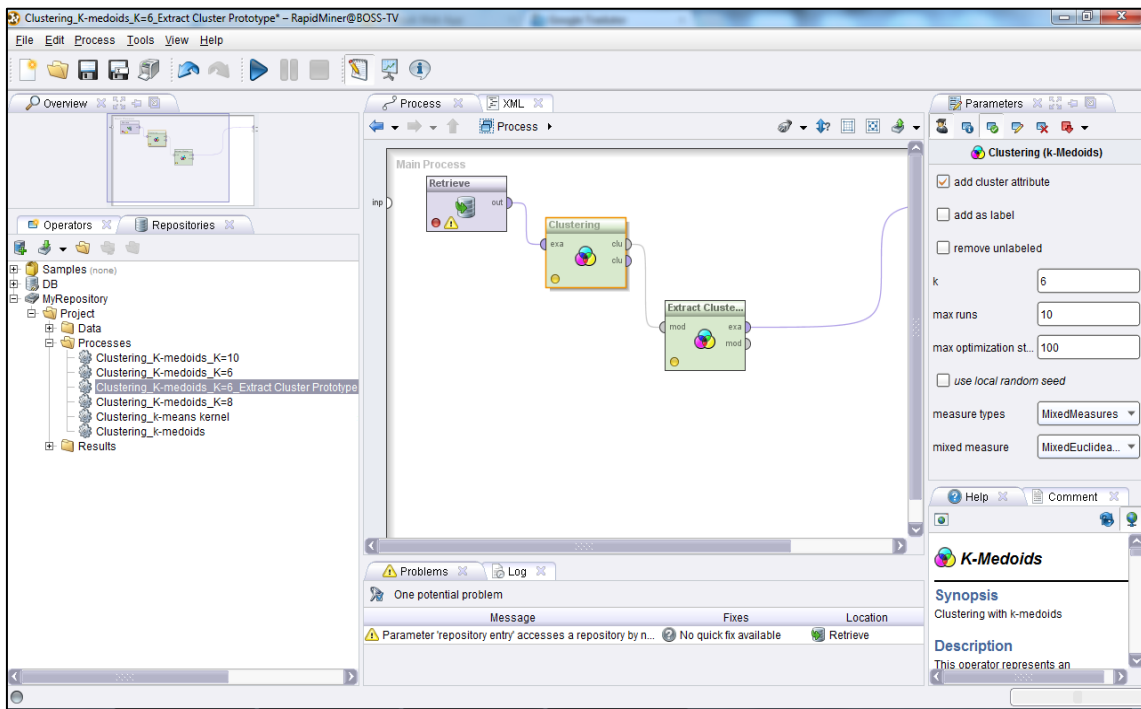 Clustering_K-medoids_K=6_Extract Cluster Prototype* – RapidMiner@BOSS-TV
File Edit Process Tools View Help
Overview
Process
XML
Parameters
Process
Main Process
Retrieve
inp
out
Clustering
exa
clu
clu
Extract Cluste...
mod
exa
mod
Clustering (k-Medoids)
add cluster attribute
add as label
remove unlabeled
k
6
max runs
10
max optimization st...
100
use local random seed
measure types
MixedMeasures
mixed measure
MixedEuclidea...
Operators
Repositories
Samples (none)
DB
MyRepository
Project
Data
Processes
Clustering_K-medoids_K=10
Clustering_K-medoids_K=6
Clustering_K-medoids_K=6_Extract Cluster Prototype
Clustering_K-medoids_K=8
Clustering_k-means kernel
Clustering_k-medoids
Results
Problems
Log
One potential problem
Message Fixes Location
Parameter 'repository entry' accesses a repository by n... No quick fix available Retrieve
Help
Comment
K-Medoids
Synopsis
Clustering with k-medoids
Description
This operator represents an